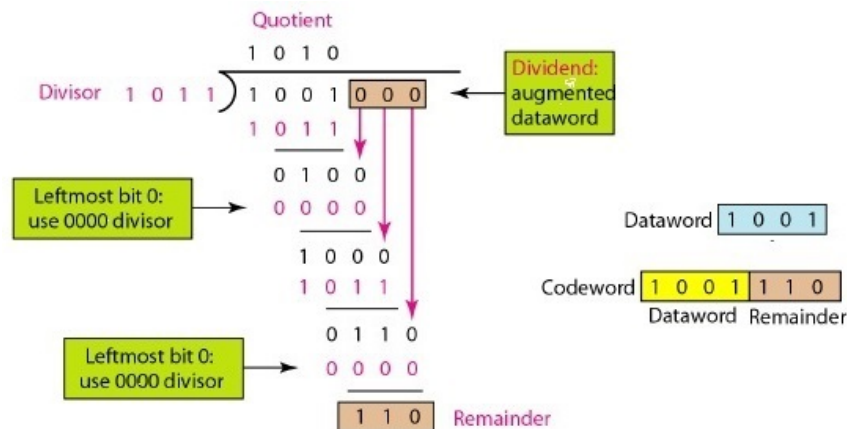 Quotient
1 0 1 0
Divisor 1 0 1 1 1 0 0 1 0 0 0
Dividend:
augmented
dataword
1 0 1 1
0 1 0 0
Leftmost bit 0:
use 0000 divisor
0 0 0 0
1 0 0 0
1 0 1 1
0 1 1 0
Leftmost bit 0:
use 0000 divisor
0 0 0 0
1 1 0 Remainder
Dataword 1 0 0 1
Codeword 1 0 0 1 1 1 0
Dataword Remainder